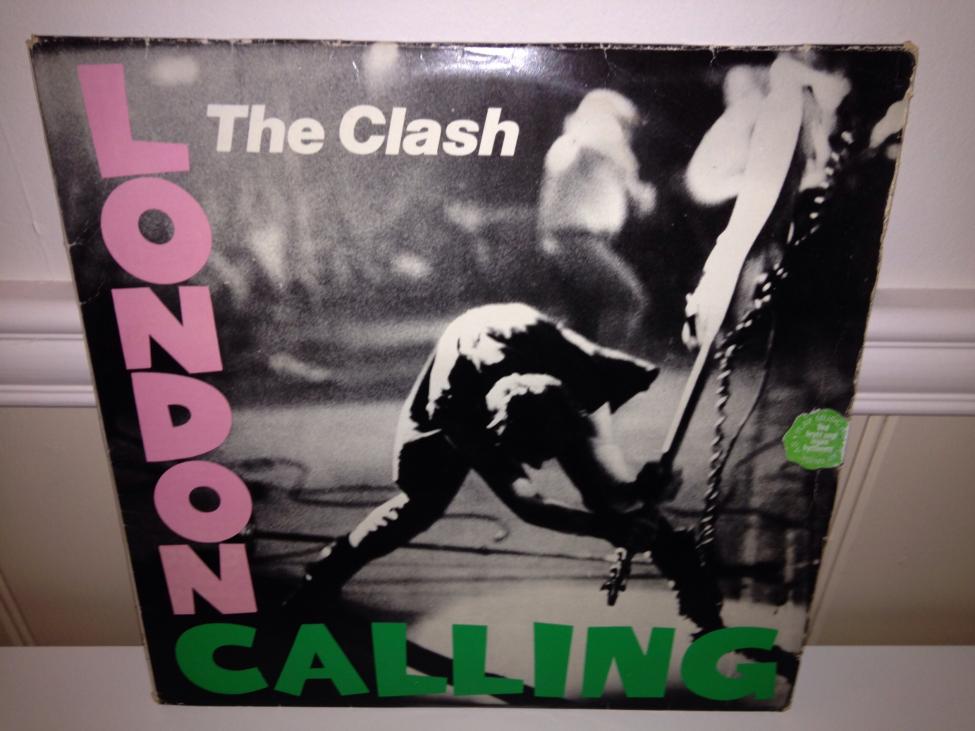 The Clash
LONDON
CALLING